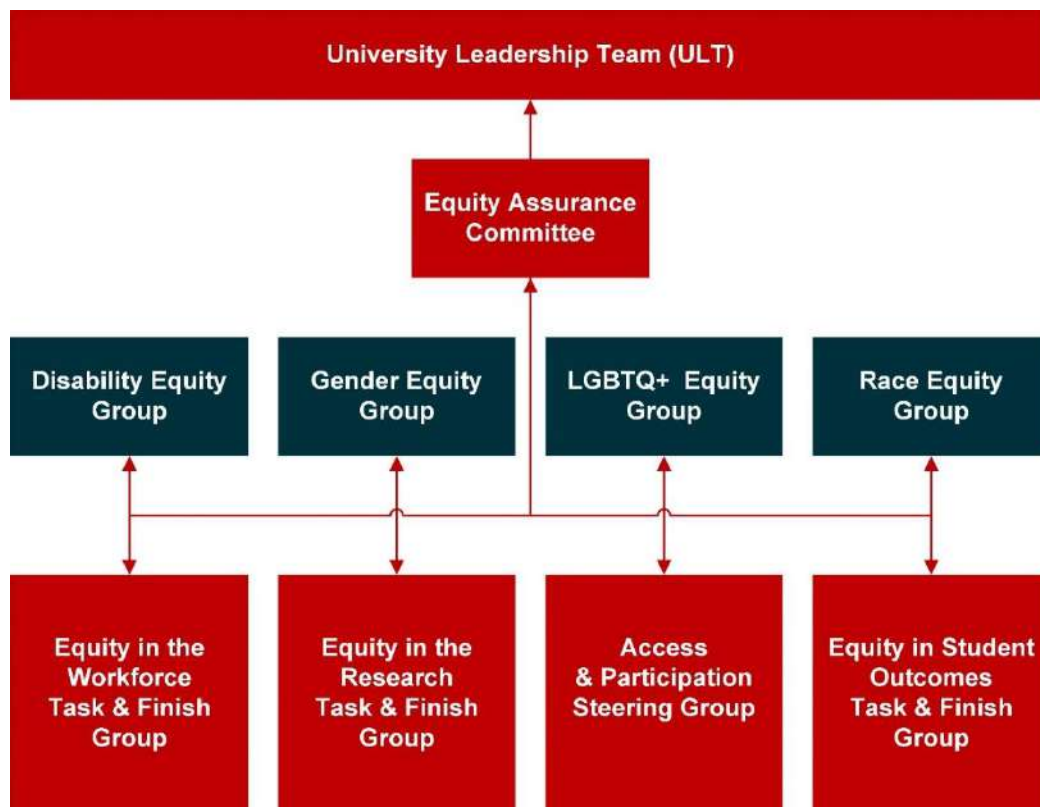 University Leadership Team (ULT)
Equity Assurance
Committee
Disability Equity
Group
Gender Equity
Group
LGBTQ+ Equity
Group
Race Equity
Group
Equity in the
Workforce
Task & Finish
Group
Equity in the
Research
Task & Finish
Group
Access
& Participation
Steering Group
Equity in Student
Outcomes
Task & Finish
Group